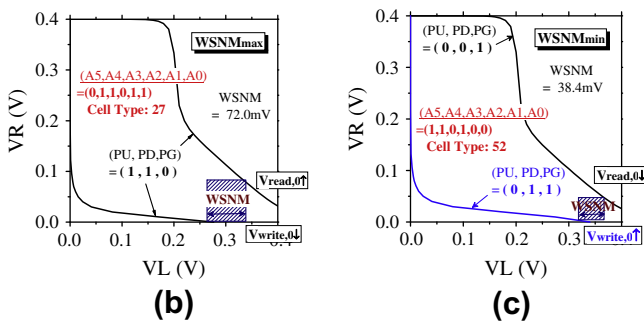 0.4
0.3
0.2
0.1
0.0
VR (V)
WSNMmax
(A5,A4,A3,A2,A1,A0)
=(0,1,1,0,1,1)
Cell Type: 27
WSNM
= 72.0mV
(PU, PD,PG)
=(1,1,0)
Vread,0↑
WSNM
Vwrite,0↓
0.0 0.1 0.2 0.3 0.4
VL (V)
(b)
0.4
0.3
0.2
0.1
0.0
VR (V)
(PU, PD,PG)
=(0,0,1)
WSNMmin
WSNM
= 38.4mV
(A5,A4,A3,A2,A1,A0)
=(1,1,0,1,0,0)
Cell Type: 52
(PU, PD,PG)
=(0,1,1)
Vread,0↓
WSNM
Vwrite,0↑
0.0 0.1 0.2 0.3 0.4
VL (V)
(c)